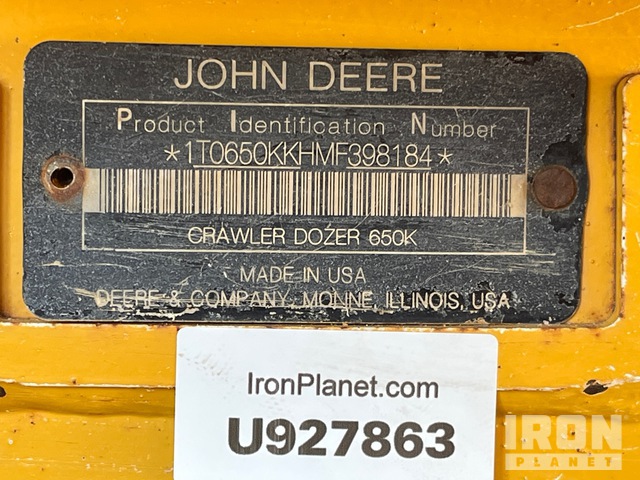 JOHN DEERE
Product Identification Number
*1T0650KKHMF398184*
CRAWLER DOZER 650K
MADE IN USA
DEERE & COMPANY, MOLINE, ILLINOIS, USA
IronPlanet.com
U927863
IRON
PLANET